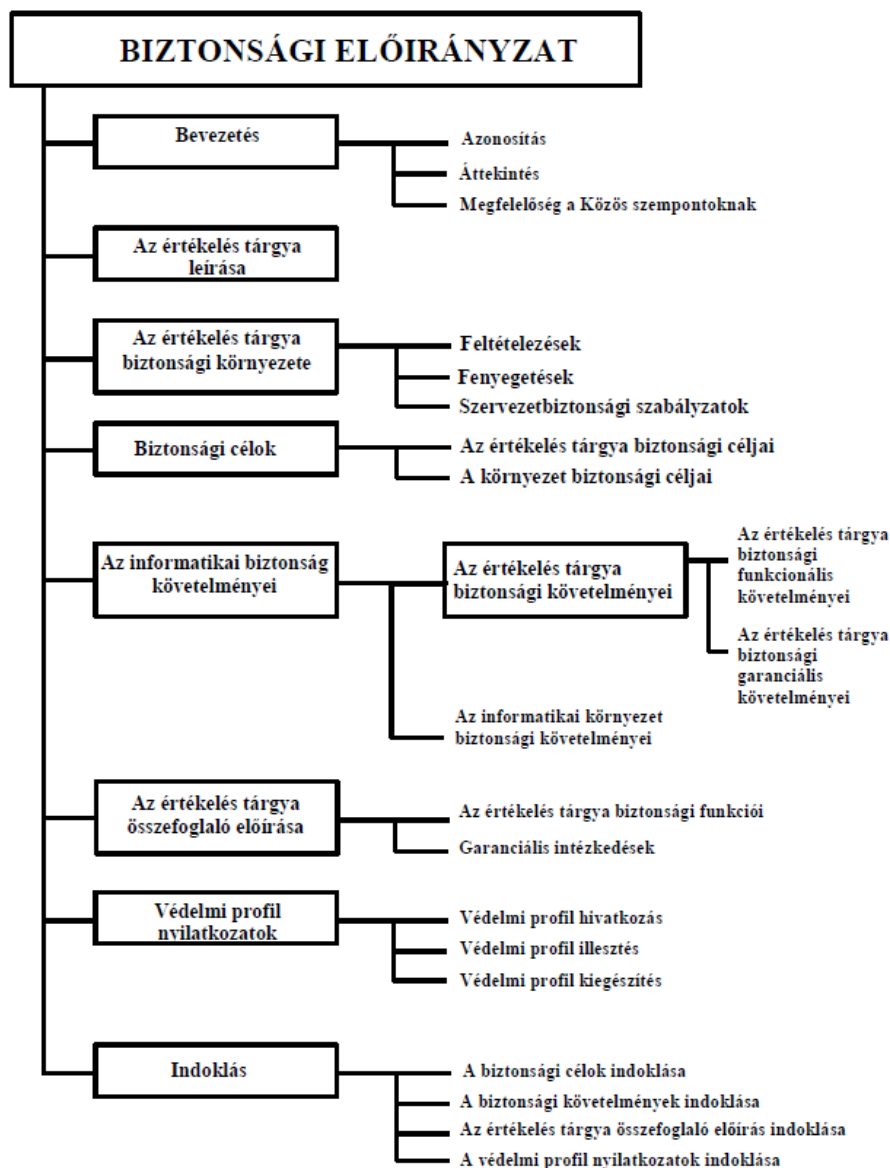 BIZTONSÁGI ELŐIRÁNYZAT
Bevezetés
Azonosítás
Áttekintés
Megfelelőség a Közös szempontoknak
Az értékelés tárgya
leírása
Az értékelés tárgya
biztonsági környezete
Feltételezések
Fenyegetések
Szervezetbiztonsági szabályzatok
Biztonsági célok
Az értékelés tárgya biztonsági céljai
A környezet biztonsági céljai
Az informatikai biztonság
követelményei
Az értékelés tárgya
biztonsági követelményei
Az értékelés tárgya
biztonsági
funkcionális
követelményei
Az értékelés tárgya
biztonsági
garanciális
követelményei
Az informatikai környezet
biztonsági követelményei
Az értékelés tárgya
összefoglaló előírása
Az értékelés tárgya biztonsági funkciói
Garanciális intézkedések
Védelmi profil
nyilatkozatok
Védelmi profil hivatkozás
Védelmi profil illesztés
Védelmi profil kiegészítés
Indoklás
A biztonsági célok indoklása
A biztonsági követelmények indoklása
Az értékelés tárgya összefoglaló előírás indoklása
A védelmi profil nyilatkozatok indoklása